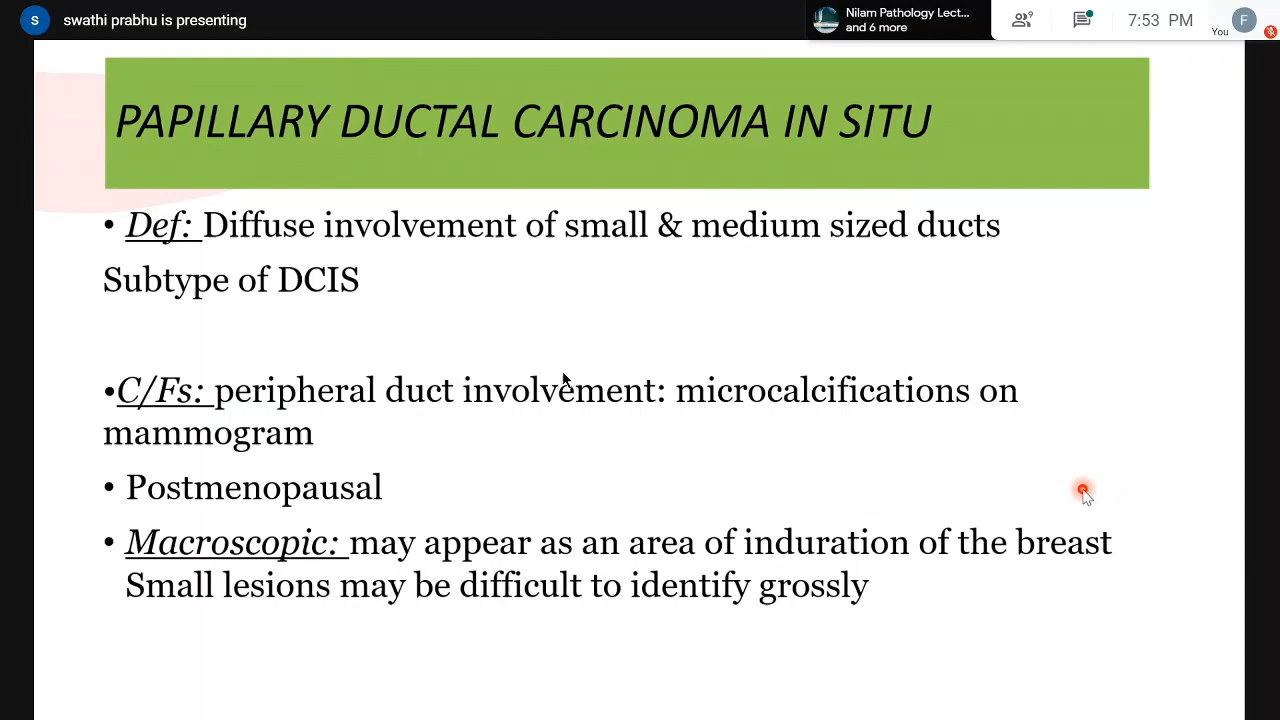 S swathi prabhu is presenting
Nilam Pathology Lect...
and 6 more
9
7:53 PM
You
F
PAPILLARY DUCTAL CARCINOMA IN SITU
• Def: Diffuse involvement of small & medium sized ducts
Subtype of DCIS
•C/Fs: peripheral duct involvement: microcalcifications on
mammogram
• Postmenopausal
• Macroscopic: may appear as an area of induration of the breast
Small lesions may be difficult to identify grossly